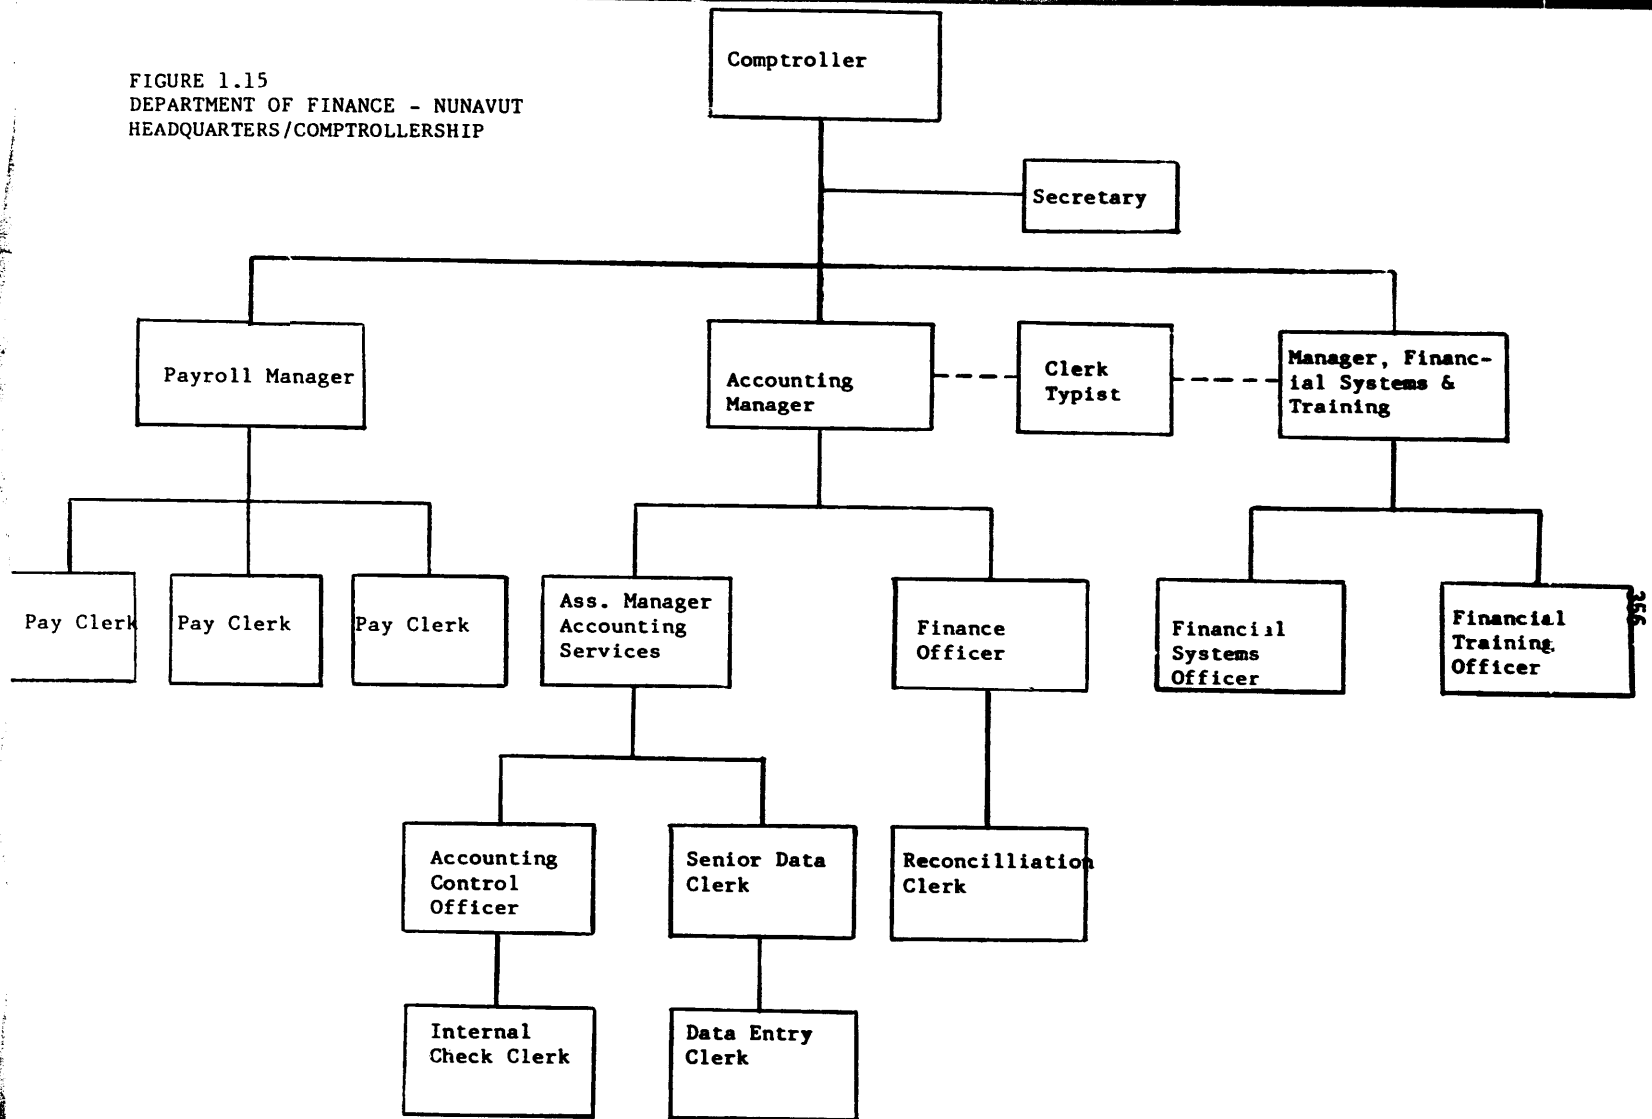 Comptroller
FIGURE 1.15
DEPARTMENT OF FINANCE - NUNAVUT
HEADQUARTERS/COMPTROLLERSHIP
Secretary
Payroll Manager
Accounting
Manager
Clerk
Typist
Manager, Financ-
ial Systems &
Training
Pay Clerk
Pay Clerk
Pay Clerk
Ass. Manager
Accounting
Services
Finance
Officer
Financial
Systems
Officer
Financial
Training
Officer
356
Accounting
Control
Officer
Senior Data
Clerk
Reconcilliation
Clerk
Internal
Check Clerk
Data Entry
Clerk